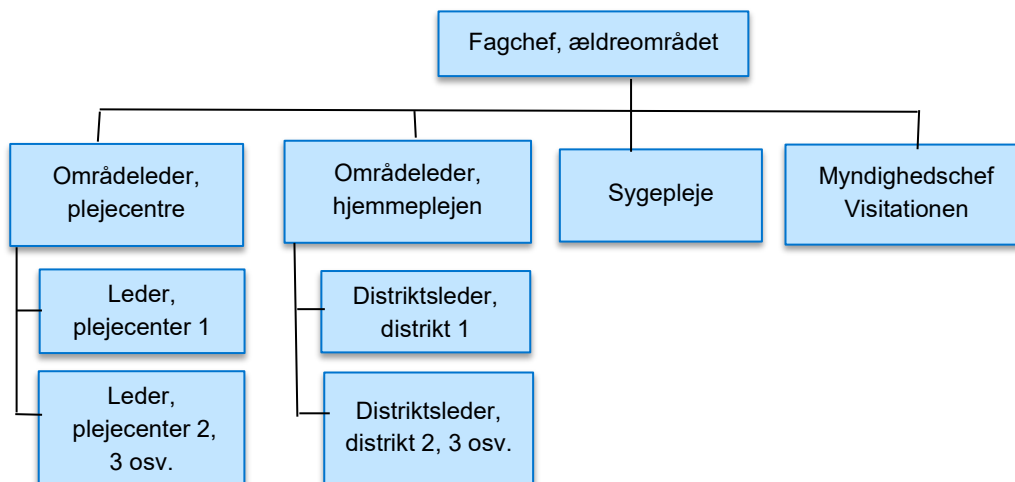 Fagchef, ældreområdet
Områdeleder,
plejecentre
Områdeleder,
hjemmeplejen
Sygepleje
Myndighedschef
Visitationen
Leder,
plejecenter 1
Distriktsleder,
distrikt 1
Leder,
plejecenter 2,
3 osv.
Distriktsleder,
distrikt 2, 3 osv.